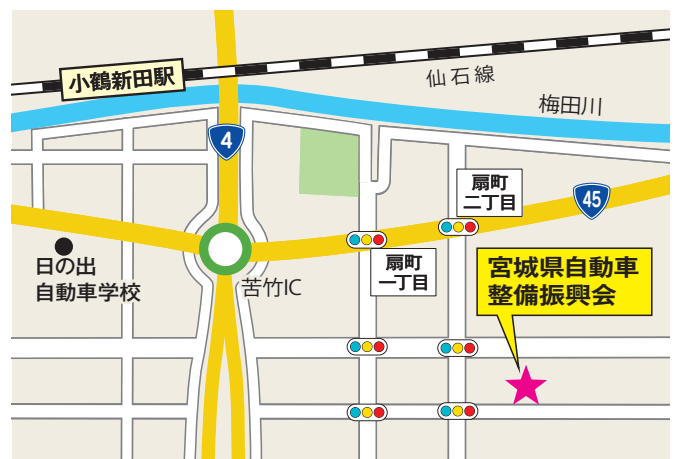 小鶴新田駅
仙石線
梅田川
4
扇町
二丁目
45
日の出
自動車学校
苦竹IC
扇町
一丁目
宮城県自動車
整備振興会